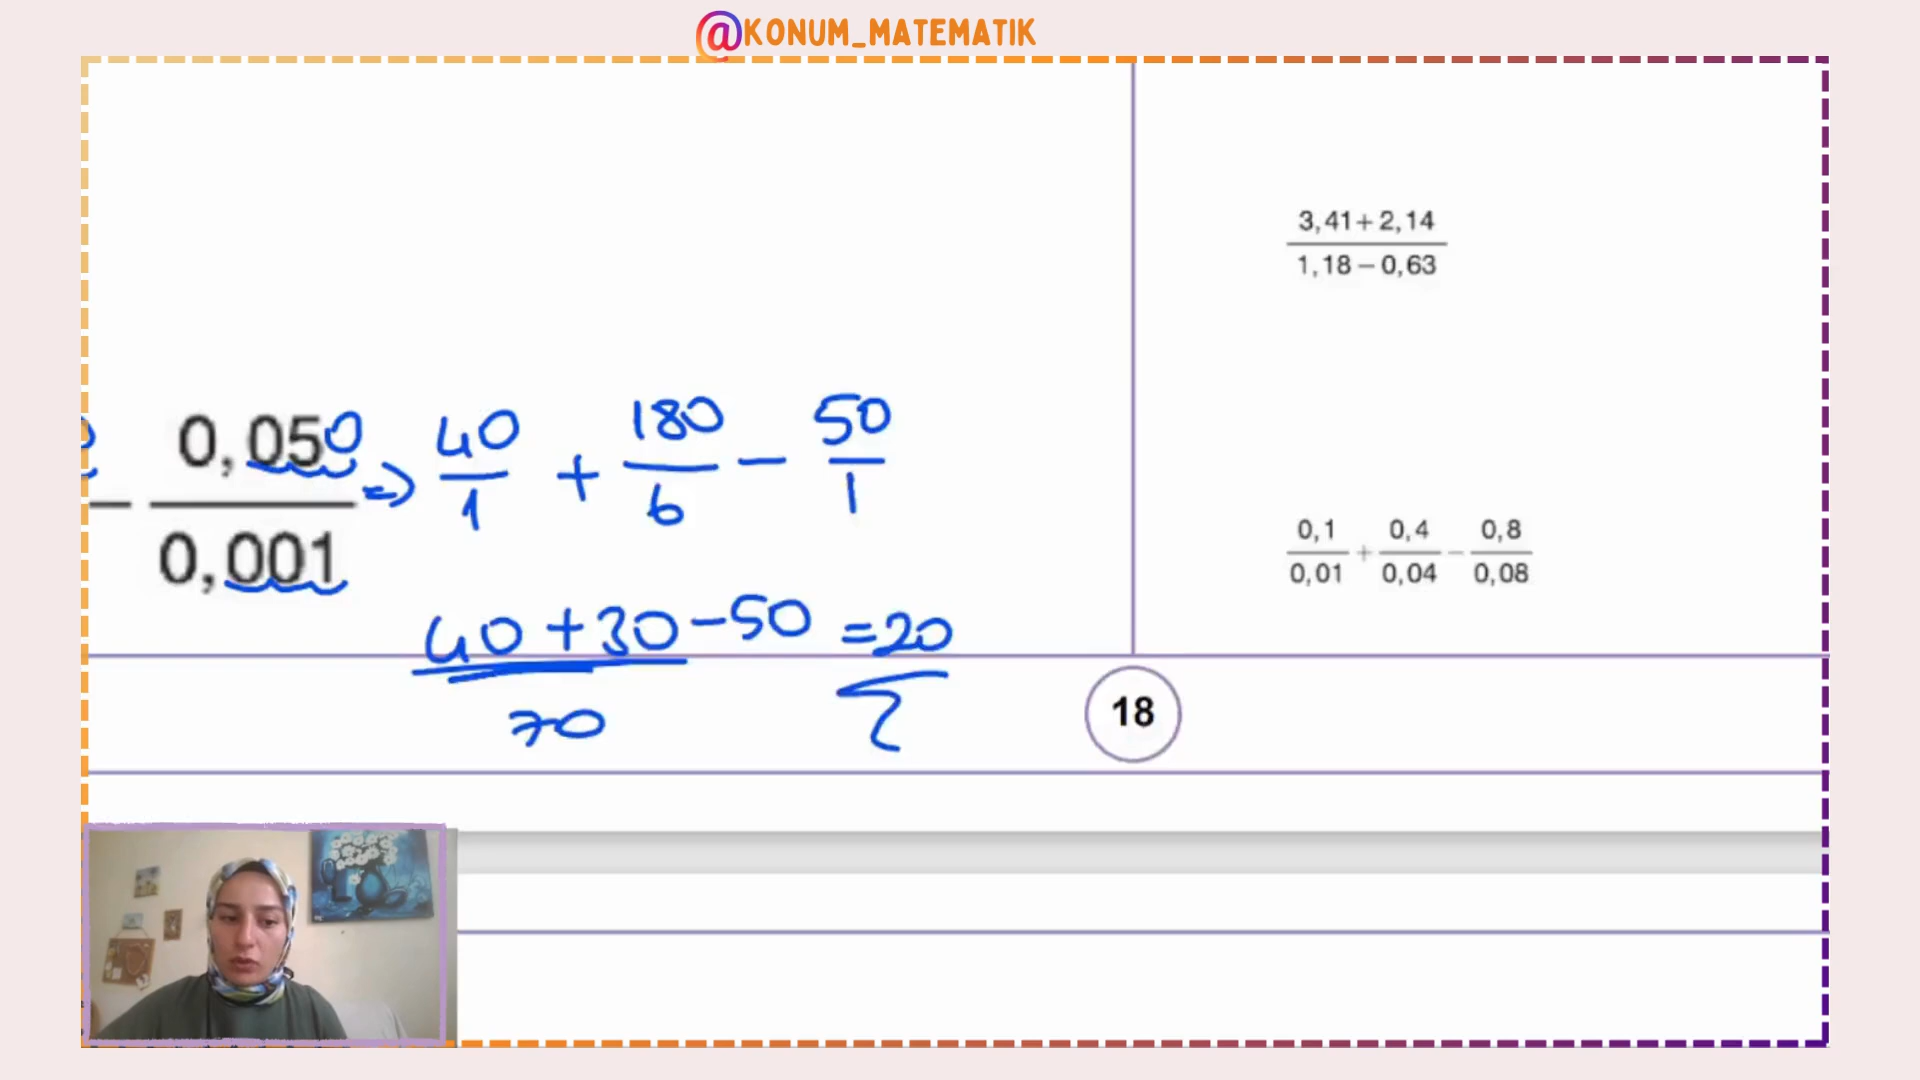 @KONUM_MATEMATIK
3,41+2,14
1,18-0,63
- 0,050 => 40 + 180 - 50
0,001 1 6 1
0,1 + 0,4 - 0,8
0,01 0,04 0,08
40+30-50=20
70
18